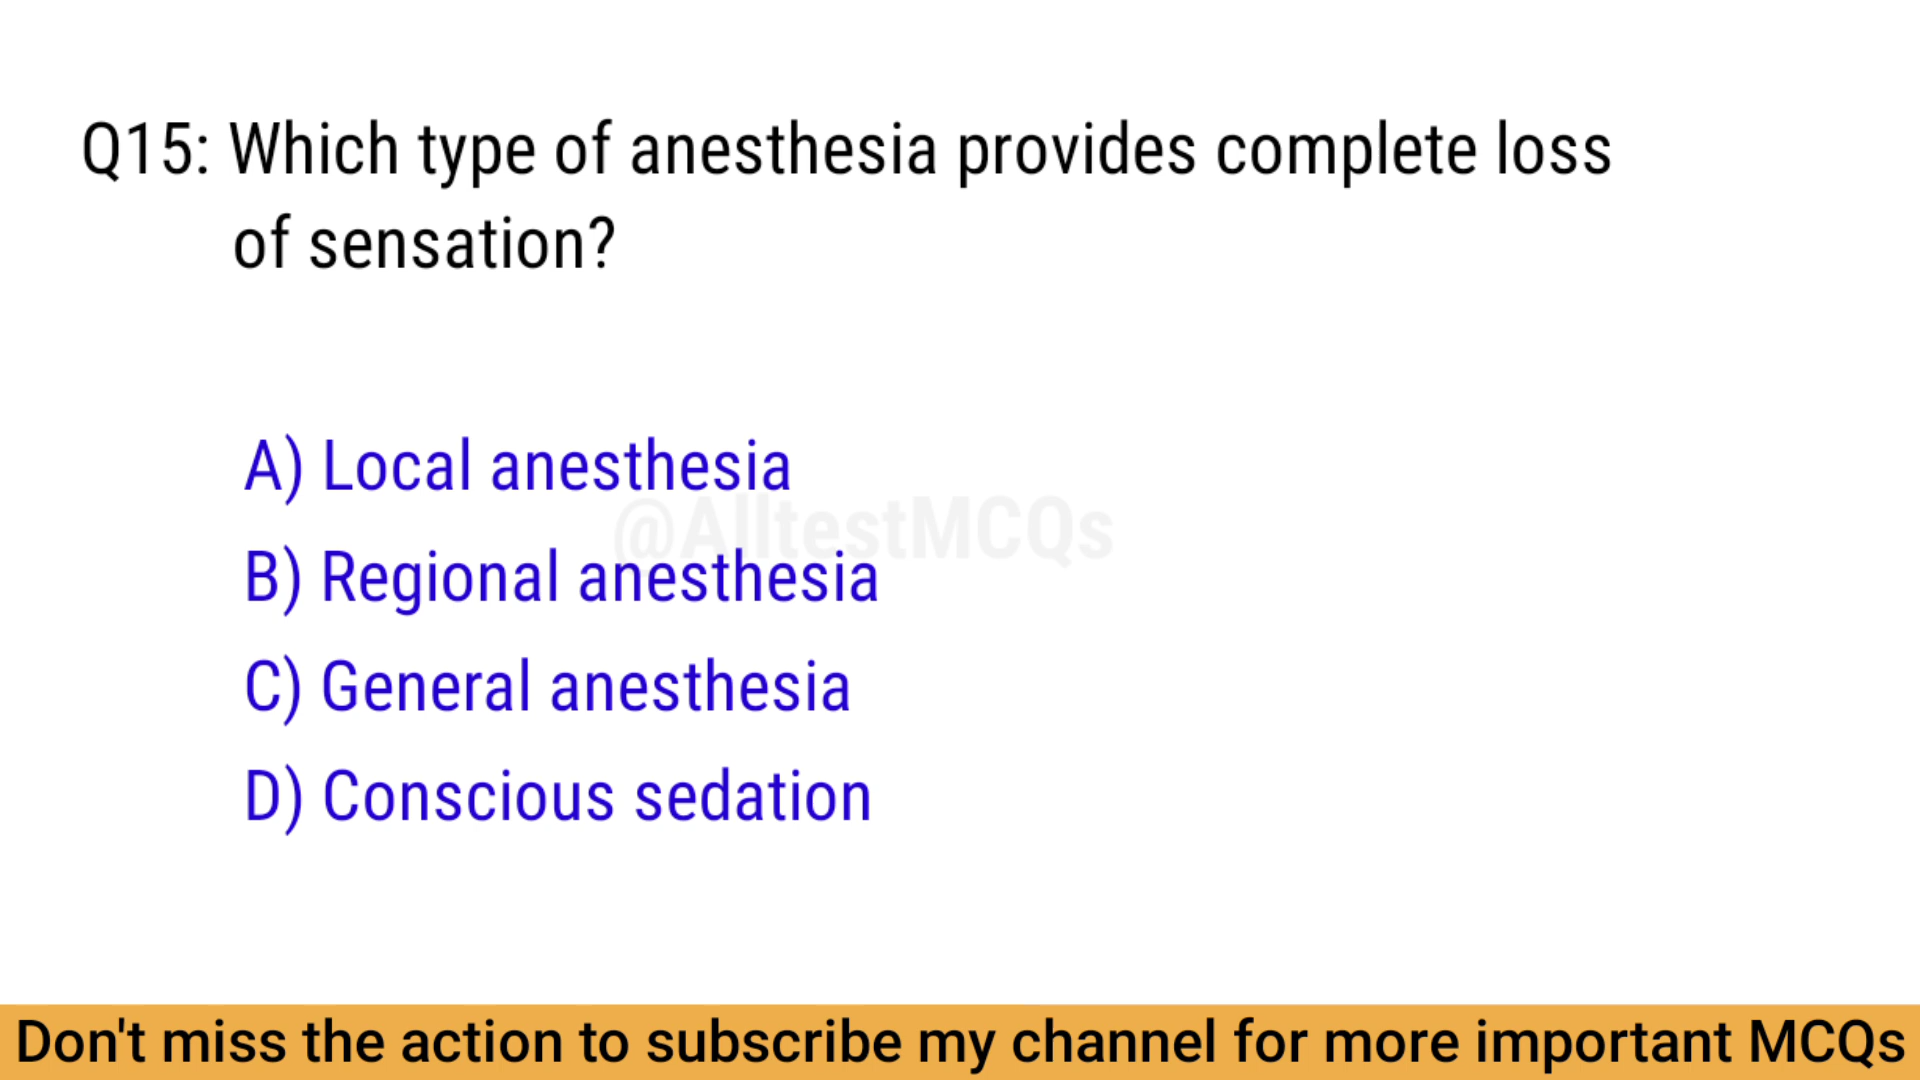 Q15: Which type of anesthesia provides complete loss
of sensation?
A) Local anesthesia
@AlltestMCQs
B) Regional anesthesia
C) General anesthesia
D) Conscious sedation
Don't miss the action to subscribe my channel for more important MCQs